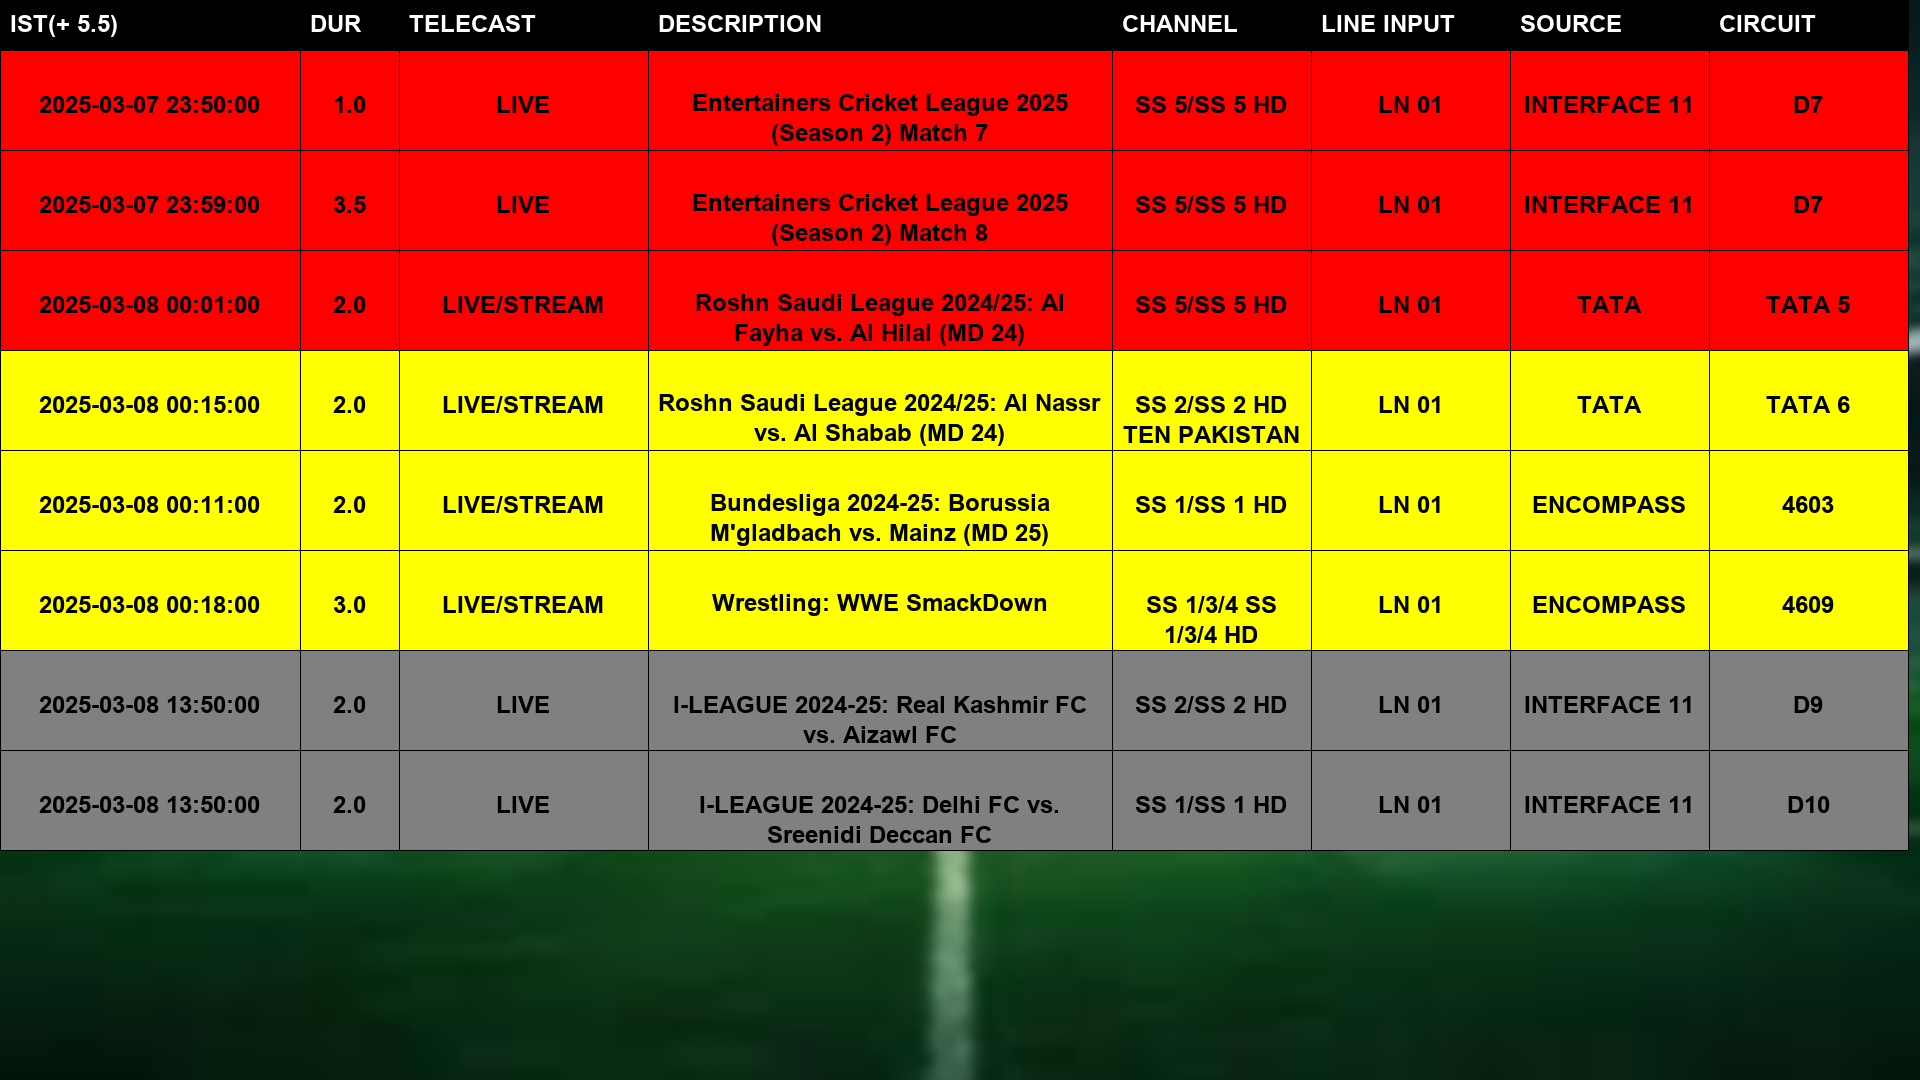 IST(+ 5.5) DUR TELECAST DESCRIPTION CHANNEL LINE INPUT SOURCE CIRCUIT
2025-03-07 23:50:00 1.0 LIVE Entertainers Cricket League 2025 SS 5/SS 5 HD LN 01 INTERFACE 11 D7
(Season 2) Match 7
2025-03-07 23:59:00 3.5 LIVE Entertainers Cricket League 2025 SS 5/SS 5 HD LN 01 INTERFACE 11 D7
(Season 2) Match 8
2025-03-08 00:01:00 2.0 LIVE/STREAM Roshn Saudi League 2024/25: Al SS 5/SS 5 HD LN 01 TATA TATA 5
Fayha vs. Al Hilal (MD 24)
2025-03-08 00:15:00 2.0 LIVE/STREAM Roshn Saudi League 2024/25: Al Nassr SS 2/SS 2 HD LN 01 TATA TATA 6
vs. Al Shabab (MD 24) TEN PAKISTAN
2025-03-08 00:11:00 2.0 LIVE/STREAM Bundesliga 2024-25: Borussia SS 1/SS 1 HD LN 01 ENCOMPASS 4603
M'gladbach vs. Mainz (MD 25)
2025-03-08 00:18:00 3.0 LIVE/STREAM Wrestling: WWE SmackDown SS 1/3/4 SS LN 01 ENCOMPASS 4609
1/3/4 HD
2025-03-08 13:50:00 2.0 LIVE I-LEAGUE 2024-25: Real Kashmir FC SS 2/SS 2 HD LN 01 INTERFACE 11 D9
vs. Aizawl FC
2025-03-08 13:50:00 2.0 LIVE I-LEAGUE 2024-25: Delhi FC vs. SS 1/SS 1 HD LN 01 INTERFACE 11 D10
Sreenidi Deccan FC